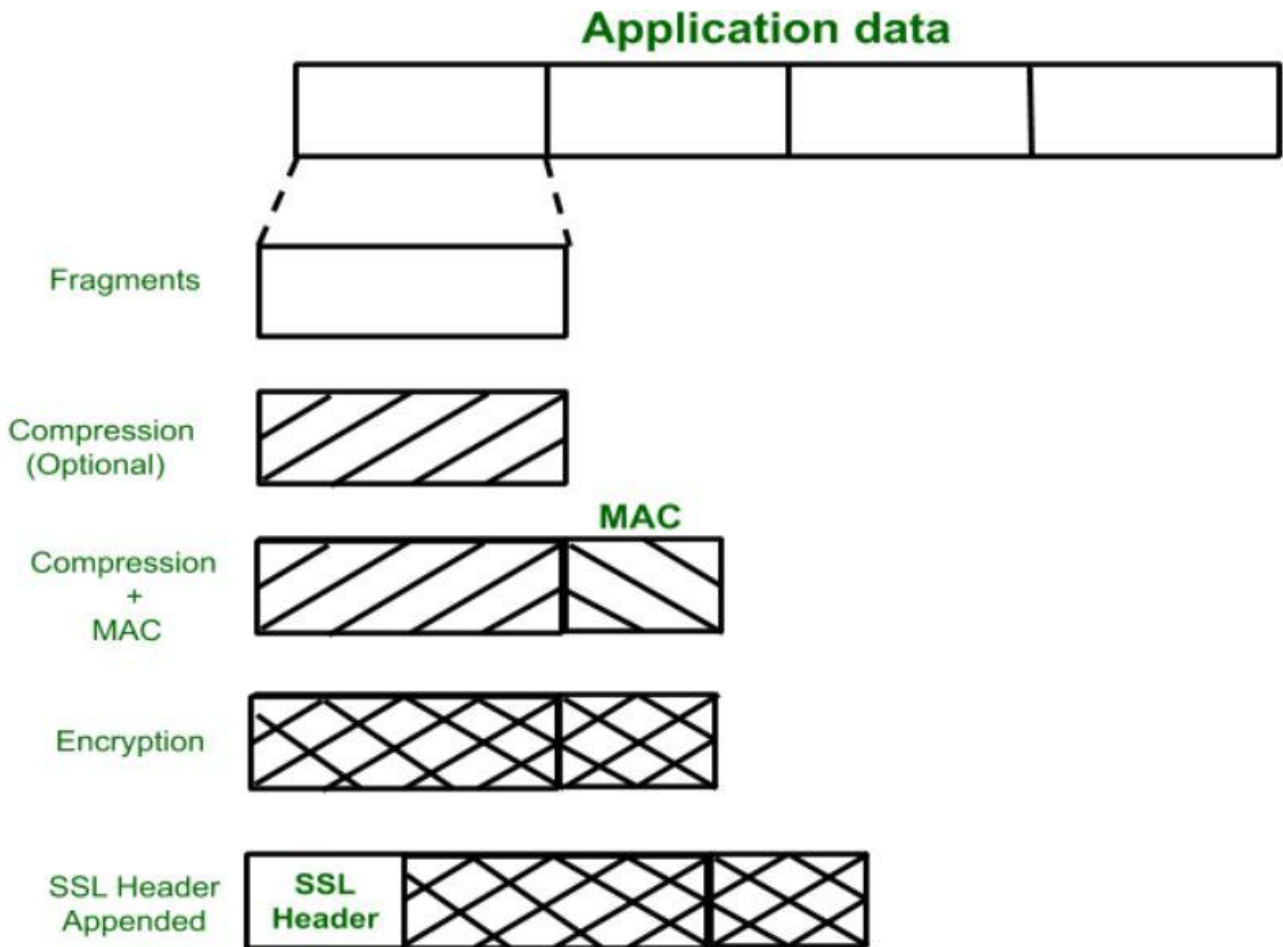 Application data
Fragments
Compression
(Optional)
MAC
Compression
+
MAC
Encryption
SSL Header
Appended
SSL
Header